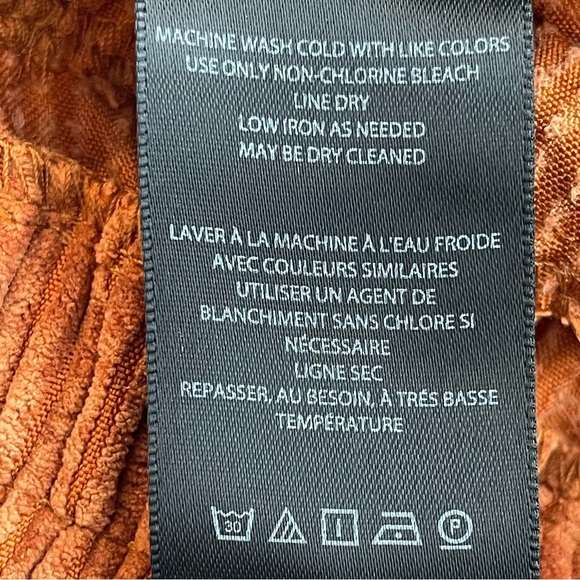 MACHINE WASH COLD WITH LIKE COLORS
USE ONLY NON-CHLORINE BLEACH
LINE DRY
LOW IRON AS NEEDED
MAY BE DRY CLEANED
LAVER À LA MACHINE À L'EAU FROIDE
AVEC COULEURS SIMILAIRES
UTILISER UN AGENT DE
BLANCHIMENT SANS CHLORE SI
NÉCESSAIRE
LIGNE SEC
REPASSER, AU BESOIN, À TRÉS BASSE
TEMPÉRATURE
30 P